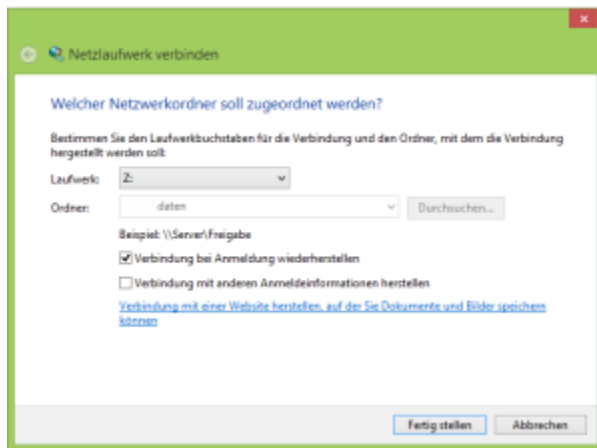 Netzlaufwerk verbinden
Welcher Netzwerkordner soll zugeordnet werden?
Bestimmen Sie den Laufwerkbuchstaben für die Verbindung und den Ordner, mit dem die Verbindung
hergestellt werden soll:
Laufwerk: Z:
Ordner: daten Durchsuchen...
Beispiel: \\Server\Freigabe
Verbindung bei Anmeldung wiederherstellen
Verbindung mit anderen Anmeldeinformationen herstellen
Verbindung mit einer Website herstellen, auf der Sie Dokumente und Bilder speichern
können
Fertig stellen Abbrechen